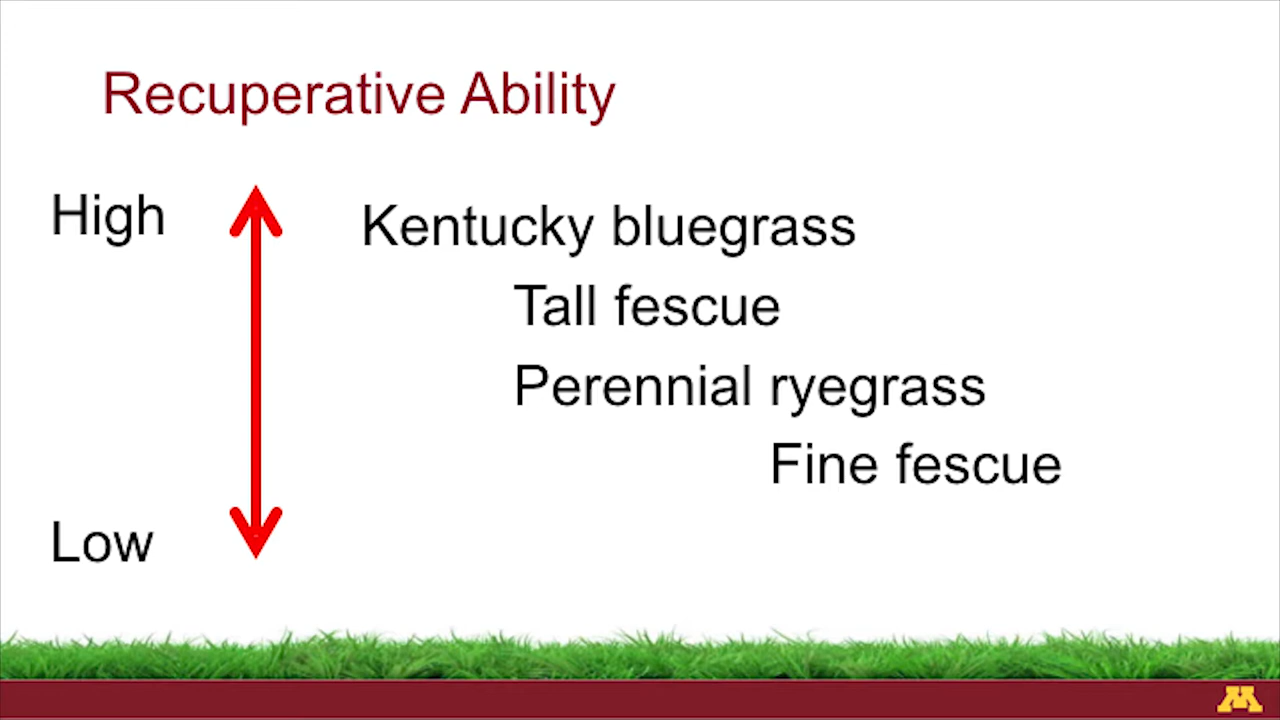 Recuperative Ability
High
Kentucky bluegrass
Tall fescue
Perennial ryegrass
Fine fescue
Low
M